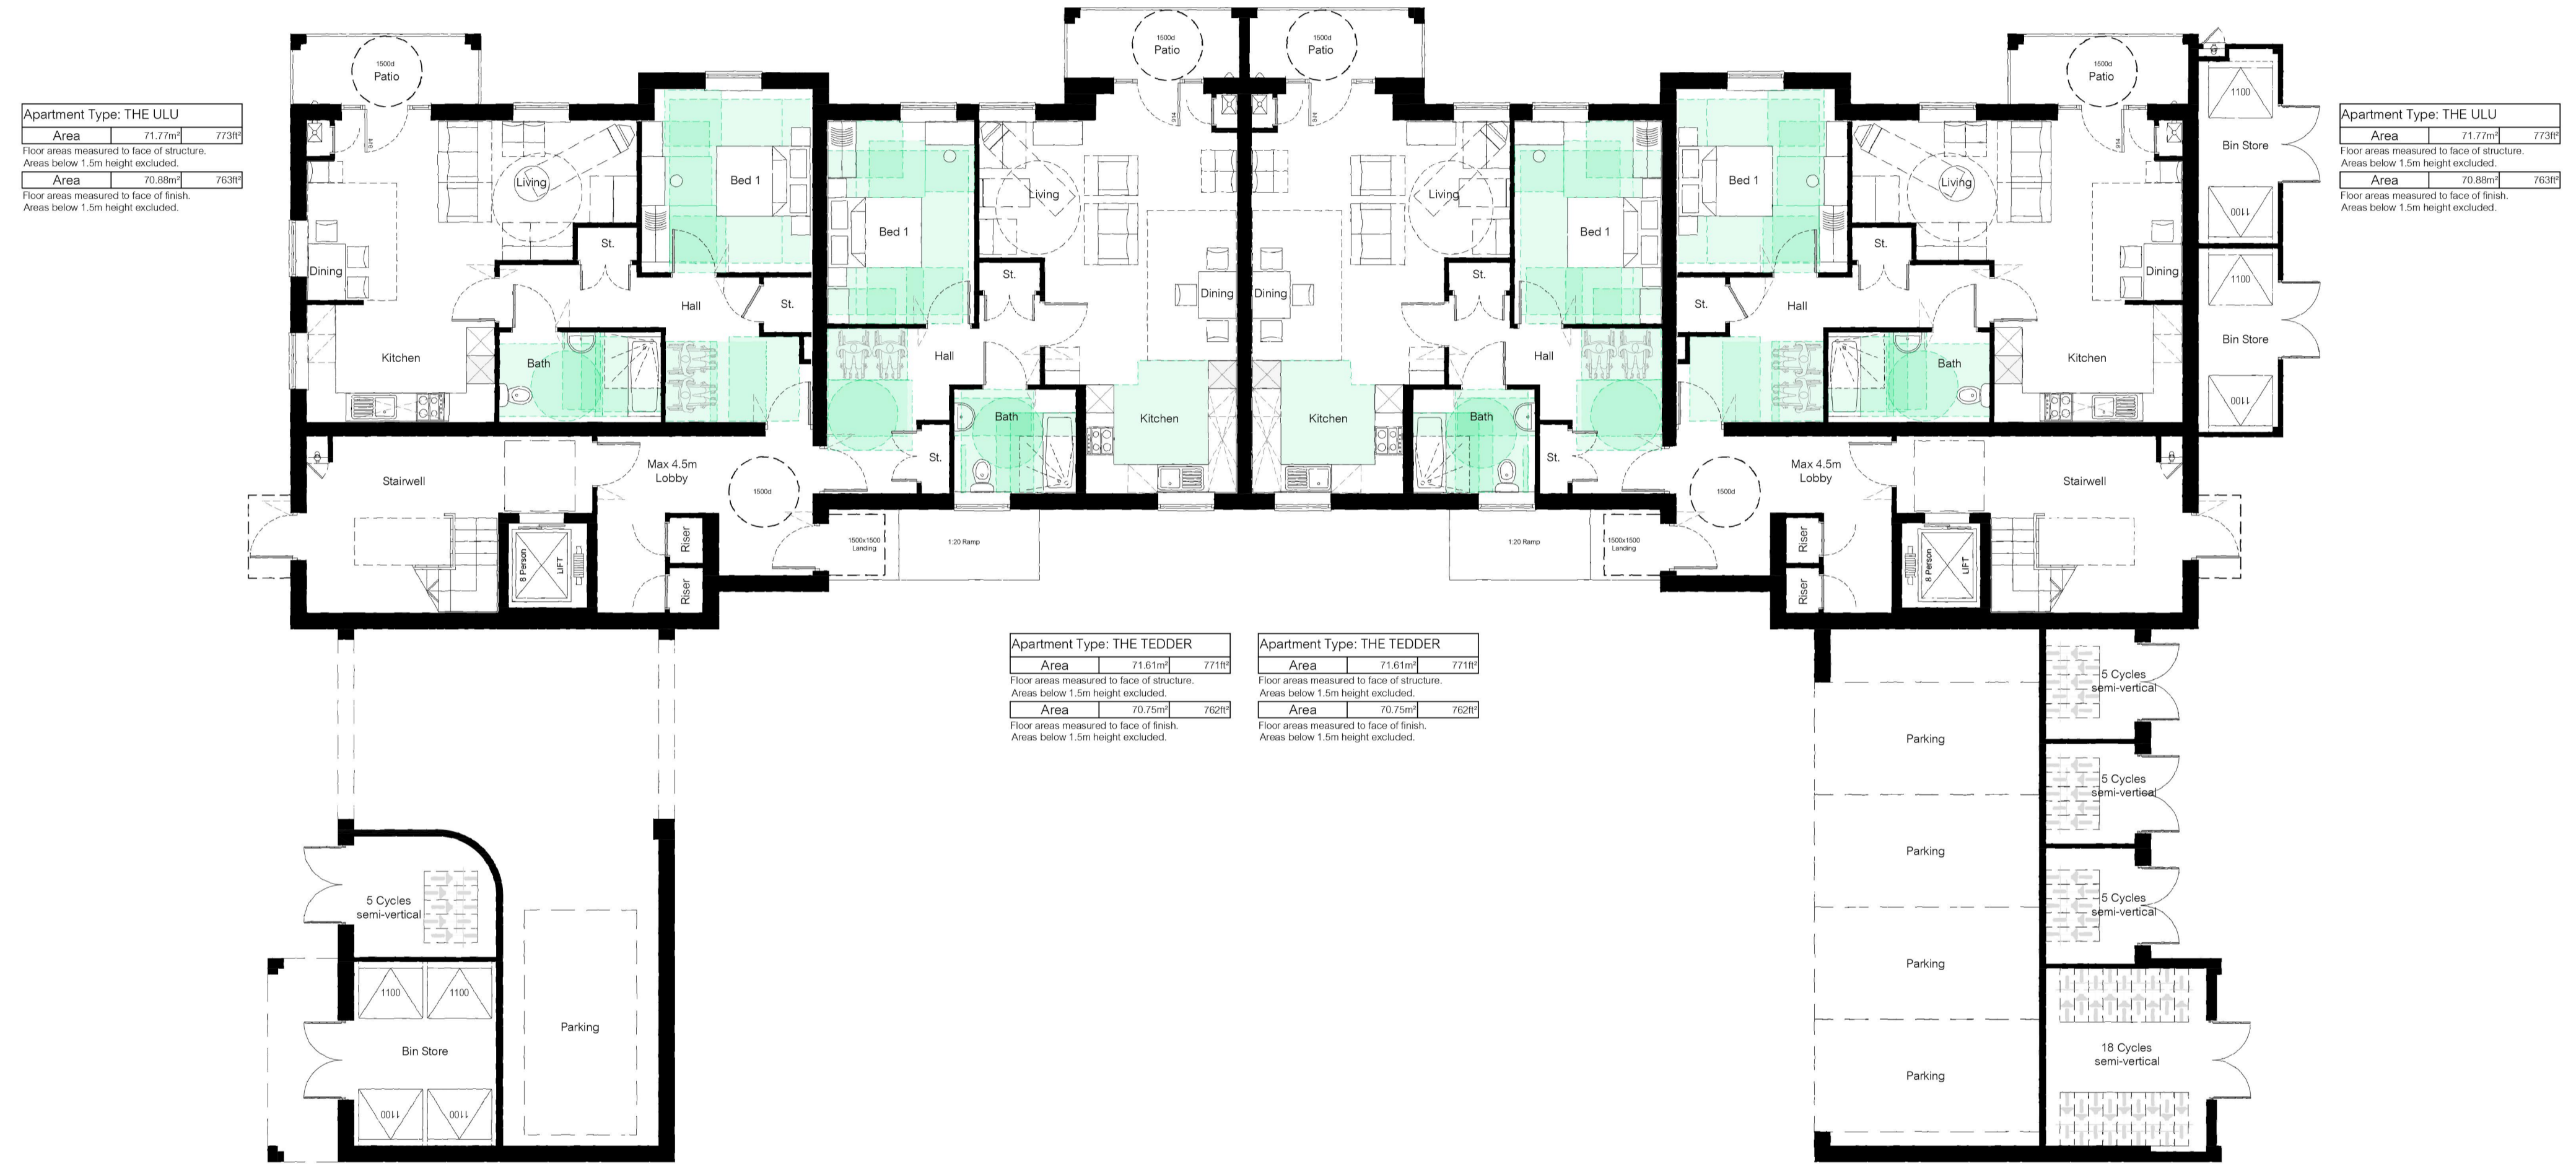 1500d
Patio
1500d
Patio
1500d
Patio
1500d
Patio
Apartment Type: THE ULU
Area 71.77m² 773ft²
Floor areas measured to face of structure.
Areas below 1.5m height excluded.
Area 70.88m² 763ft²
Floor areas measured to face of finish.
Areas below 1.5m height excluded.
Apartment Type: THE ULU
Area 71.77m² 773ft²
Floor areas measured to face of structure.
Areas below 1.5m height excluded.
Area 70.88m² 763ft²
Floor areas measured to face of finish.
Areas below 1.5m height excluded.
914
Living
Bed 1
St.
Dining
Hall
St.
Kitchen
Bath
914
Bed 1
Living
St.
Dining
Hall
Bath
Kitchen
St.
914
Living
Bed 1
St.
Dining
Hall
Bath
Kitchen
St.
914
Bed 1
Living
St.
Dining
St.
Hall
Bath
Kitchen
1100
Bin Store
1100
1100
Bin Store
1100
Stairwell
Max 4.5m
Lobby
1500d
8 Person
LIFT
Riser
Riser
1500x1500
Landing
1:20 Ramp
1:20 Ramp
1500x1500
Landing
1500d
Max 4.5m
Lobby
Stairwell
Riser
Riser
8 Person
LIFT
Apartment Type: THE TEDDER
Area 71.61m² 771ft²
Floor areas measured to face of structure.
Areas below 1.5m height excluded.
Area 70.75m² 762ft²
Floor areas measured to face of finish.
Areas below 1.5m height excluded.
Apartment Type: THE TEDDER
Area 71.61m² 771ft²
Floor areas measured to face of structure.
Areas below 1.5m height excluded.
Area 70.75m² 762ft²
Floor areas measured to face of finish.
Areas below 1.5m height excluded.
5 Cycles
semi-vertical
1100
1100
Bin Store
1100
1100
Parking
Parking
Parking
Parking
Parking
5 Cycles
semi-vertical
5 Cycles
semi-vertical
5 Cycles
semi-vertical
18 Cycles
semi-vertical